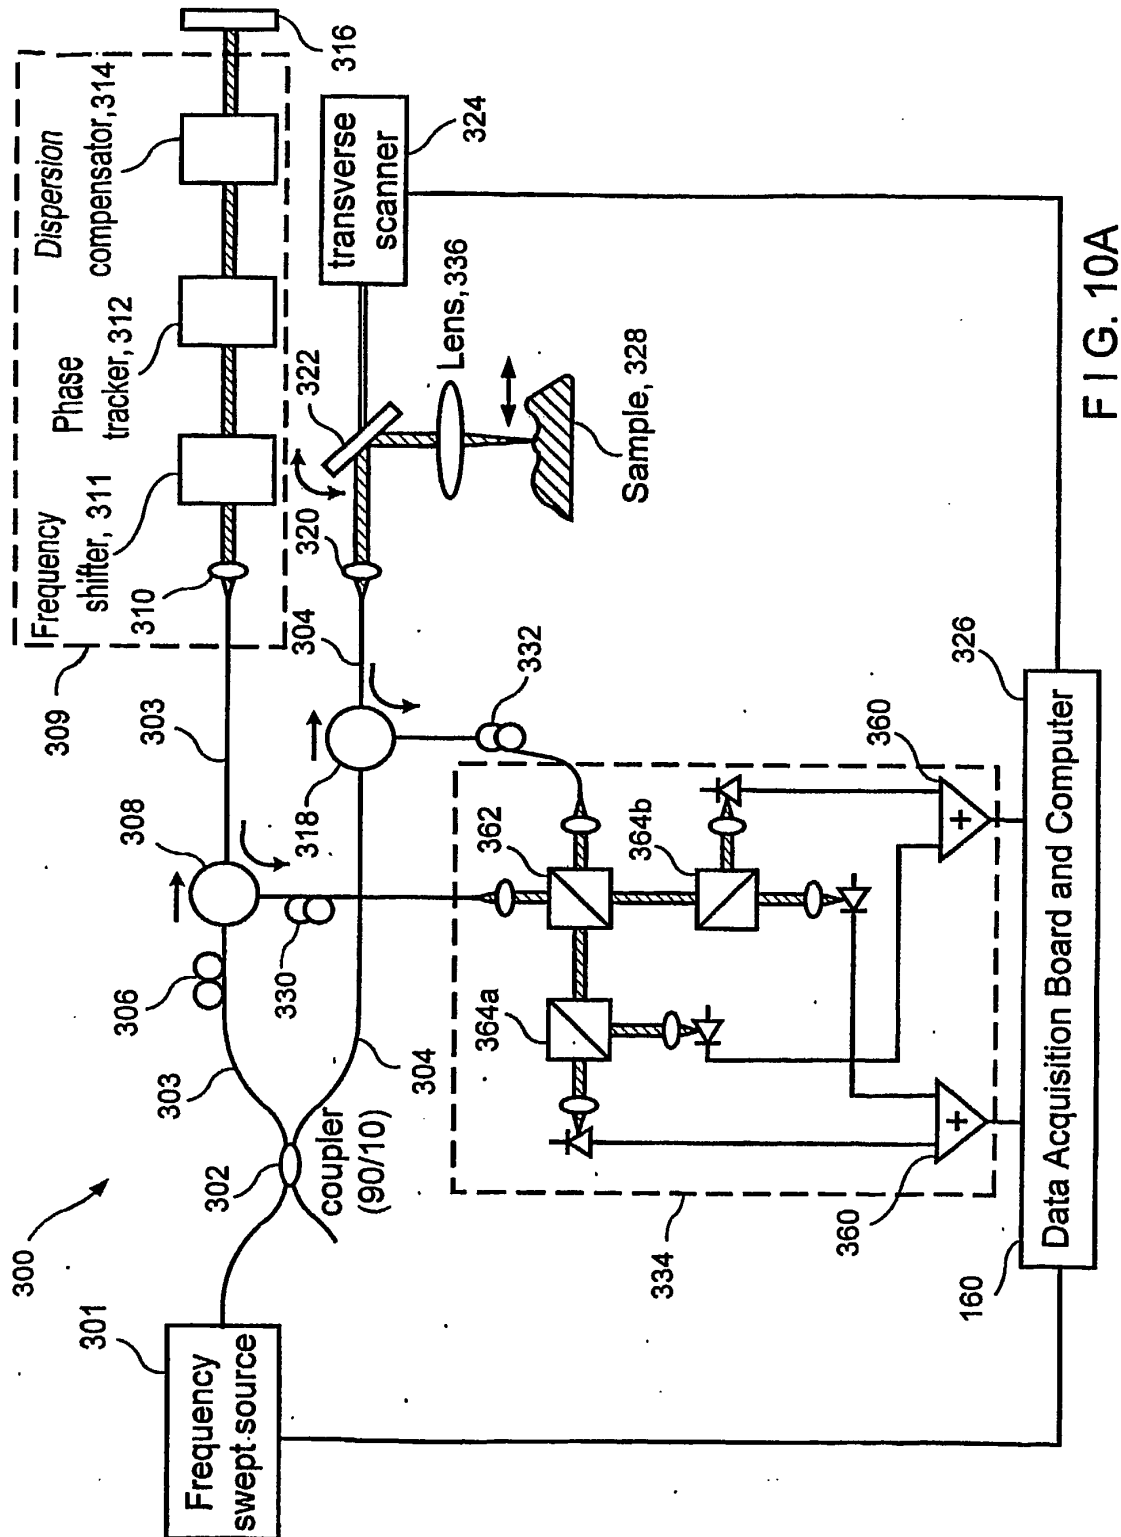 300
301
Frequency
swept source
302
coupler
(90/10)
303
306
308
303
309
310
Frequency
shifter, 311
Phase
tracker,312
Dispersion
compensator,314
316
304
330
318
304
320
322
transverse
scanner
324
Lens,336
Sample, 328
332
334
362
364a
364b
360
+
360
+
160
326
Data Acquisition Board and Computer
FIG. 10A